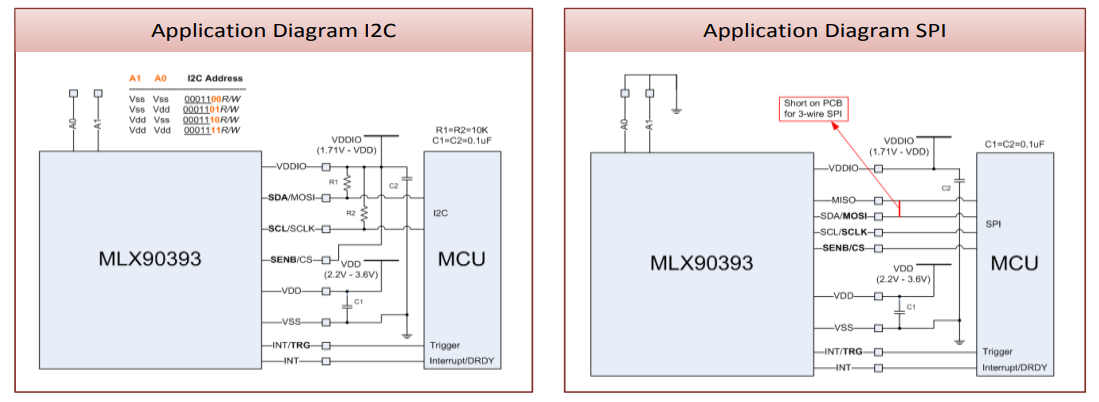 Application Diagram I2C
A1 A0 I2C Address
Vss Vss 0001100R/W
Vss Vdd 0001101R/W
Vdd Vss 0001110R/W
Vdd Vdd 0001111R/W
A0
A1
R1=R2=10K
C1=C2=0.1uF
VDDIO
(1.71V - VDD)
VDDIO
R1
C2
SDA/MOSI
R2
I2C
SCL/SCLK
MLX90393
SENB/CS
MCU
VDD
(2.2V - 3.6V)
VDD
C1
VSS
INT/TRG
Trigger
INT
Interrupt/DRDY
Application Diagram SPI
A0
A1
Short on PCB
for 3-wire SPI
VDDIO
(1.71V - VDD)
C1=C2=0.1uF
VDDIO
C2
MISO
SDA/MOSI
SPI
SCL/SCLK
SENB/CS
MLX90393
MCU
VDD
(2.2V - 3.6V)
VDD
C1
VSS
INT/TRG
Trigger
INT
Interrupt/DRDY